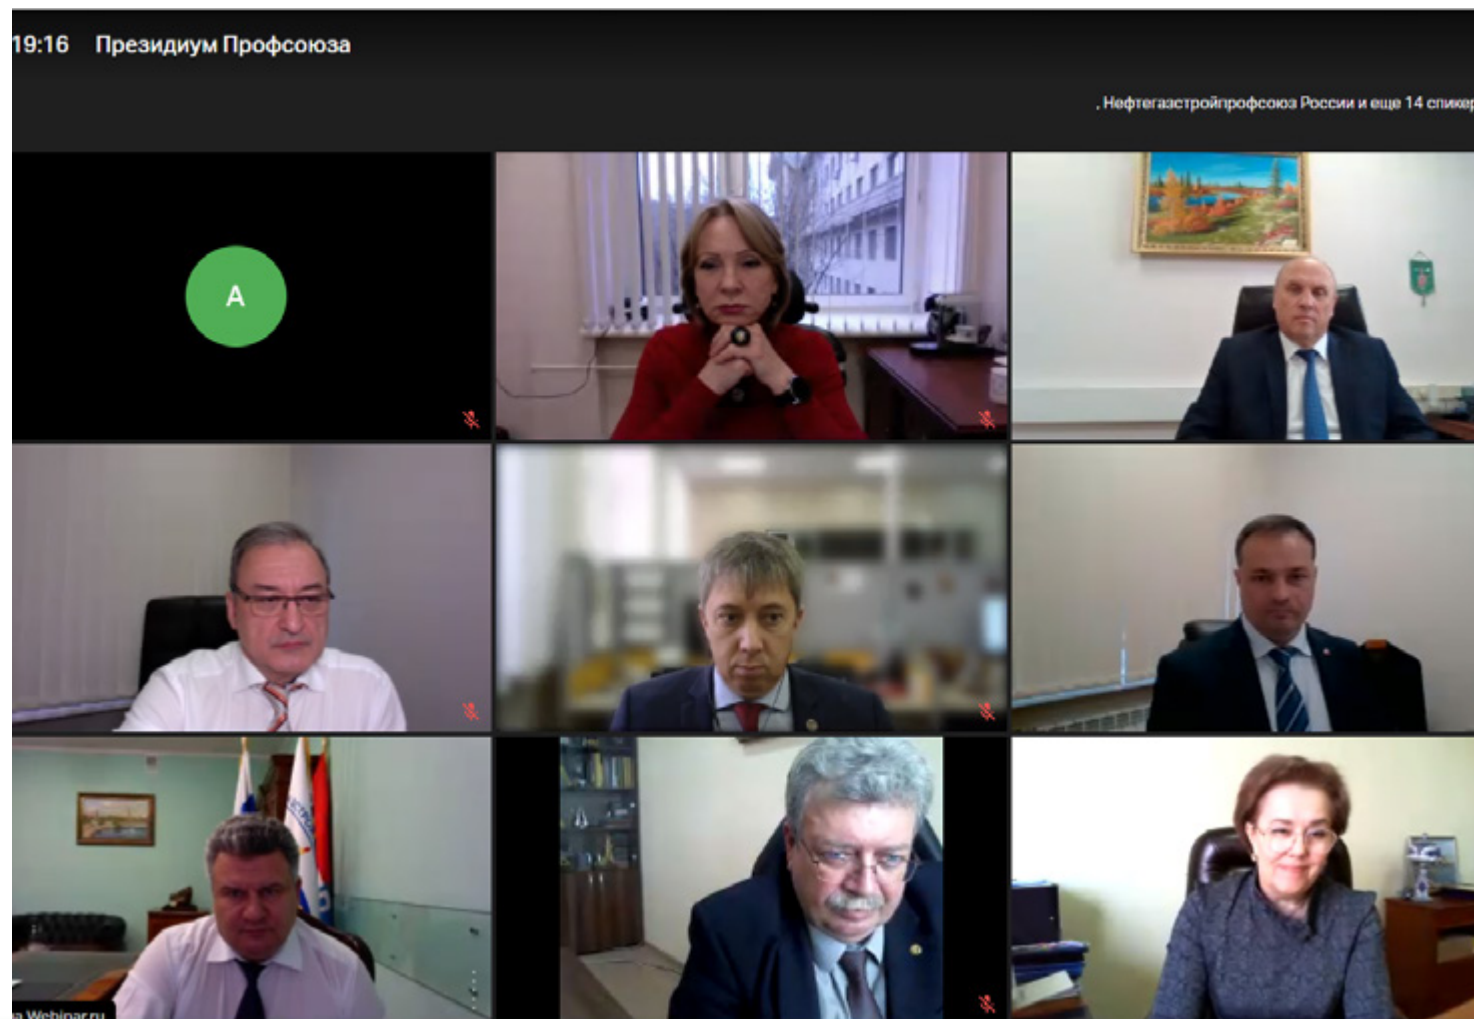 19:16 Президиум Профсоюза
, Нефтегазстройпрофсоюз России и еще 14 спикер
А
Webinar.ru